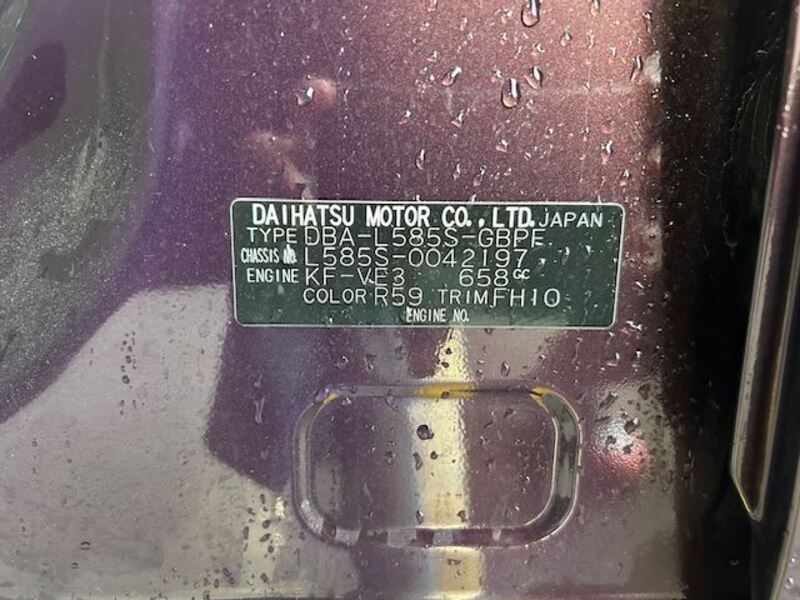 DAIHATSU MOTOR CO., LTD. JAPAN
TYPE DBA-L585S-GBPF
CHASSIS NO. L585S-0042197
ENGINE KF-VE3 658CC
COLOR R59 TRIM FH10
ENGINE NO.